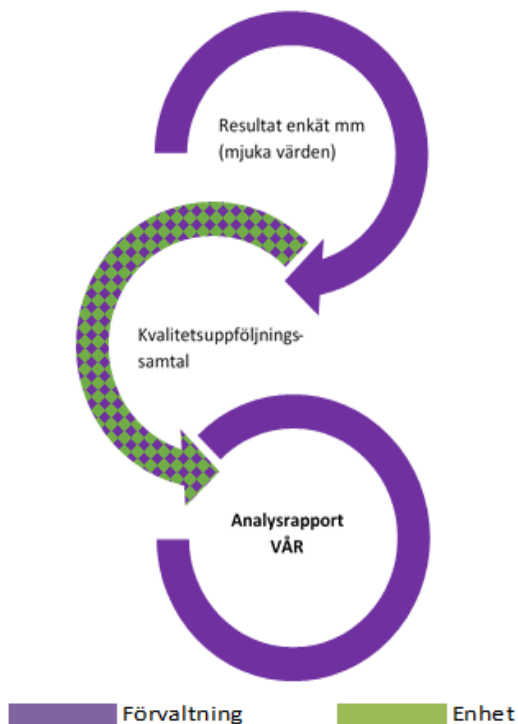 Resultat enkät mm
(mjuka värden)
Kvalitetsuppföljnings-
samtal
Analysrapport
VÅR
Förvaltning
Enhet